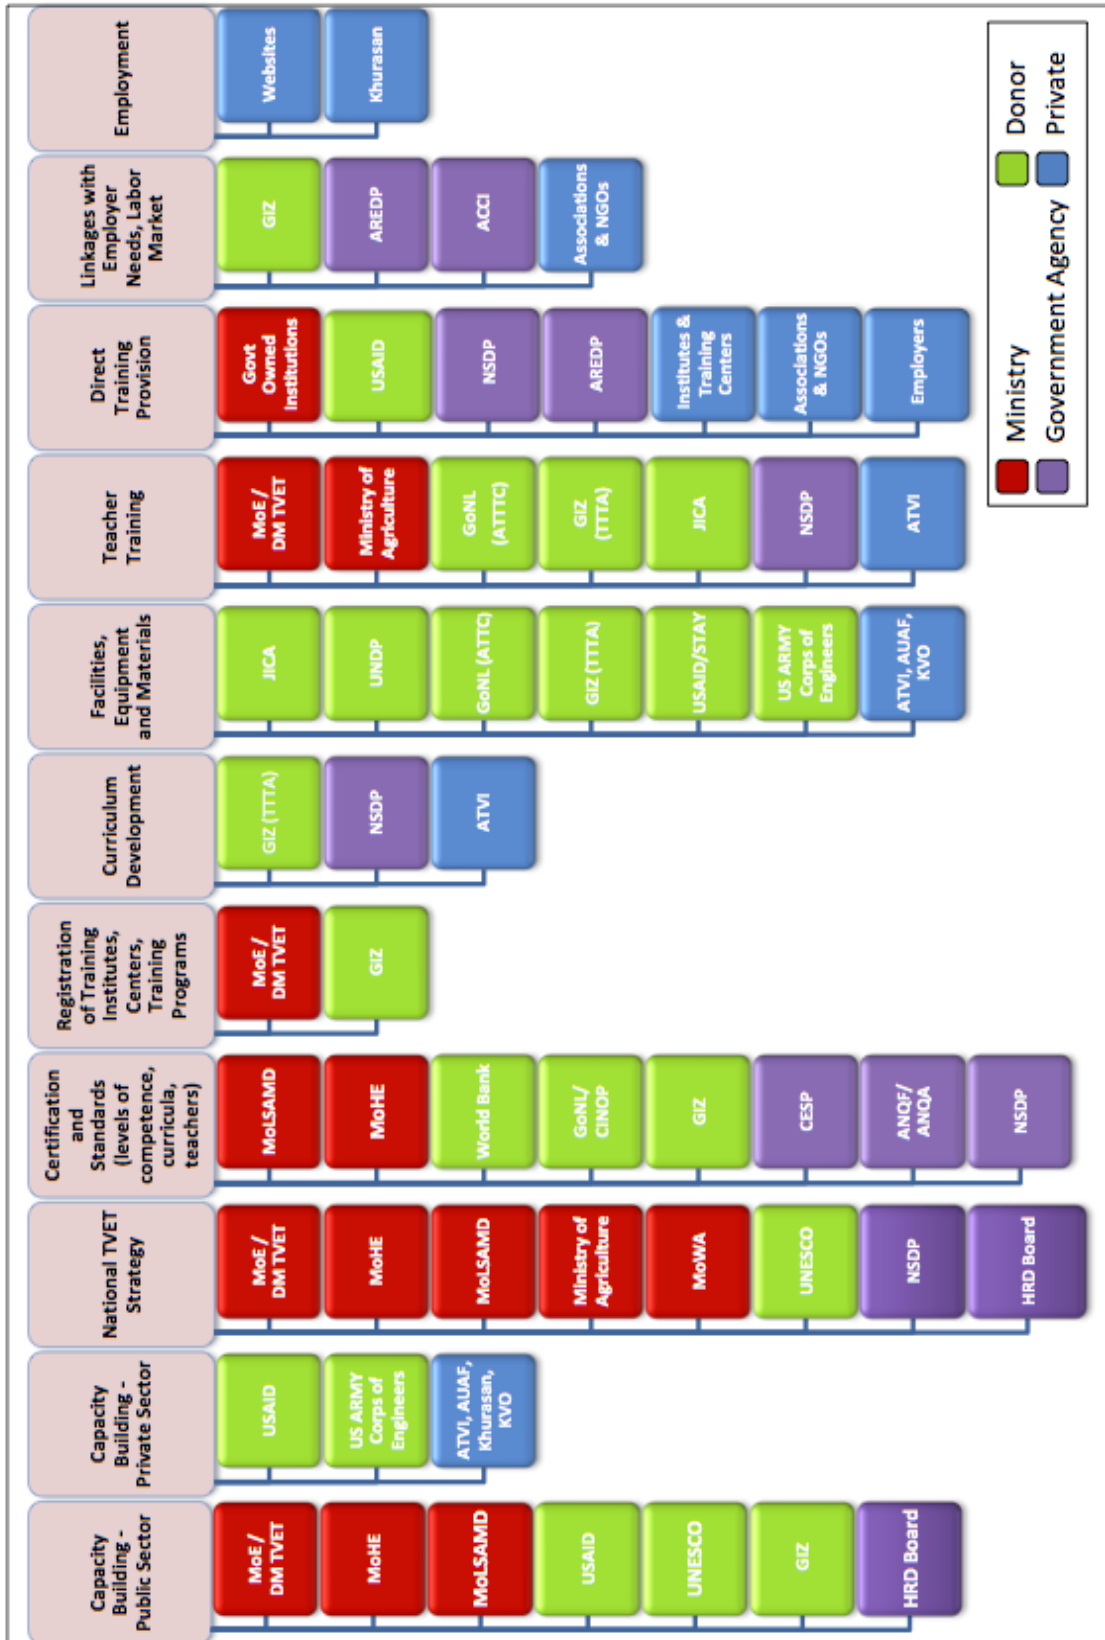 Capacity
Building -
Public Sector
MoE /
DM TVET
MoHE
MoLSAMD
USAID
UNESCO
GIZ
HRD Board
Capacity
Building -
Private Sector
USAID
US ARMY
Corps of
Engineers
ATVI, AUAF,
Khurasan,
KVO
National TVET
Strategy
MoE /
DM TVET
MoHE
MoLSAMD
Ministry of
Agriculture
MoWA
UNESCO
NSDP
HRD Board
Certification
and
Standards
(levels of
competence,
curricula,
teachers)
MoLSAMD
MoHE
World Bank
GoNL/
CINOP
GIZ
CESP
ANQF/
ANQA
NSDP
Registration
of Training
Institutes,
Centers,
Training
Programs
MoE /
DM TVET
GIZ
Curriculum
Development
GIZ (TTTA)
NSDP
ATVI
Facilities,
Equipment
and Materials
JICA
UNDP
GoNL (ATTC)
GIZ (TTTA)
USAID/STAY
US ARMY
Corps of
Engineers
ATVI, AUAF,
KVO
Teacher
Training
MoE /
DM TVET
Ministry of
Agriculture
GoNL
(ATTTC)
GIZ
(TTTA)
JICA
NSDP
ATVI
Direct
Training
Provision
Govt
Owned
Institutions
USAID
NSDP
AREDP
Institutes &
Training
Centers
Associations
& NGOs
Employers
Linkages with
Employer
Needs, Labor
Market
GIZ
AREDP
ACCI
Associations
& NGOs
Employment
Websites
Khurasan
Ministry
Donor
Government Agency
Private